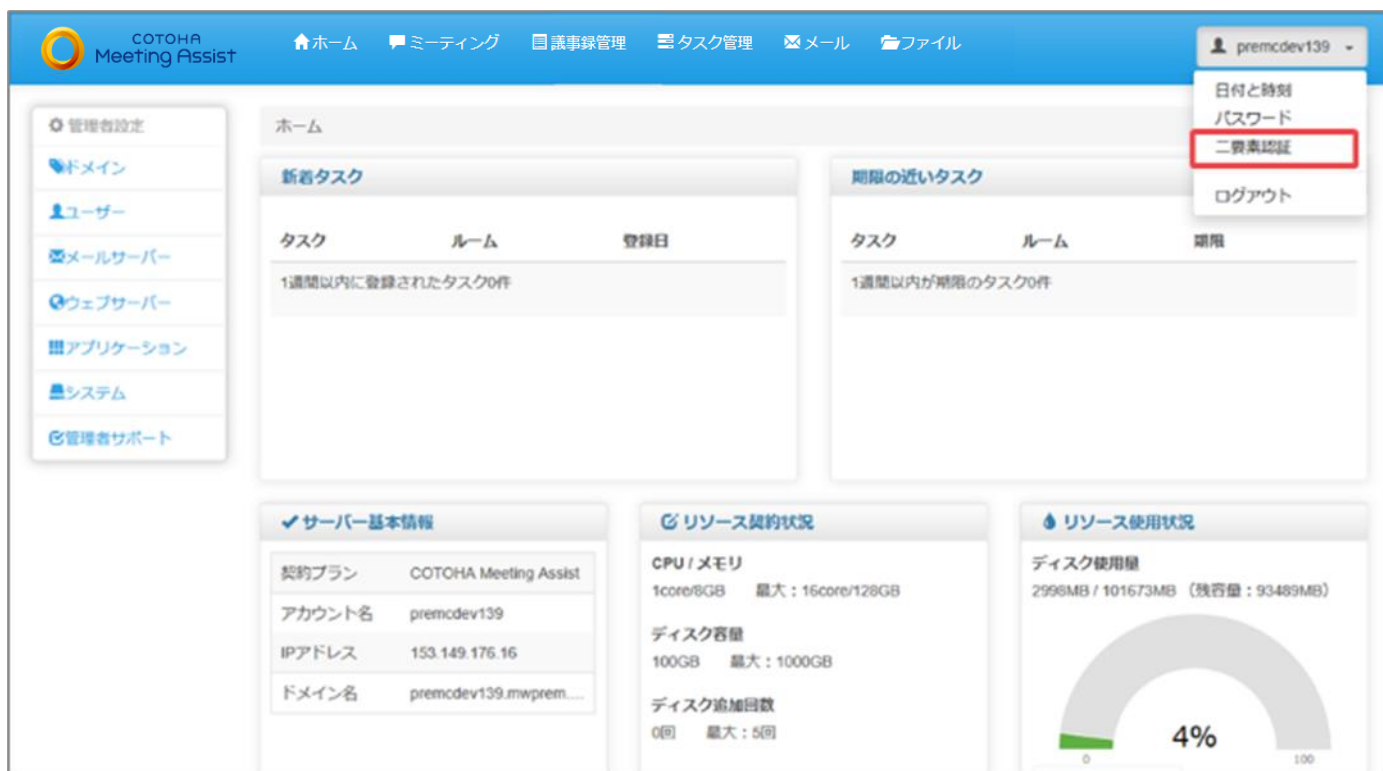 COTOHA
Meeting Assist
ホーム ミーティング 議事録管理 タスク管理 メール ファイル
premcdev139
日付と時刻
パスワード
二要素認証
ログアウト
管理者設定
ドメイン
ユーザー
メールサーバー
ウェブサーバー
アプリケーション
システム
管理者サポート
ホーム
新着タスク
タスク ルーム 登録日
1週間以内に登録されたタスク0件
期限の近いタスク
タスク ルーム 期限
1週間以内が期限のタスク0件
サーバー基本情報
契約プラン COTOHA Meeting Assist
アカウント名 premcdev139
IPアドレス 153.149.176.16
ドメイン名 premcdev139.mwprem....
リソース契約状況
CPU / メモリ
1core/8GB 最大：16core/128GB
ディスク容量
100GB 最大：1000GB
ディスク追加回数
0回 最大：5回
リソース使用状況
ディスク使用量
2998MB / 101673MB （残容量：93489MB）
4%
0 100